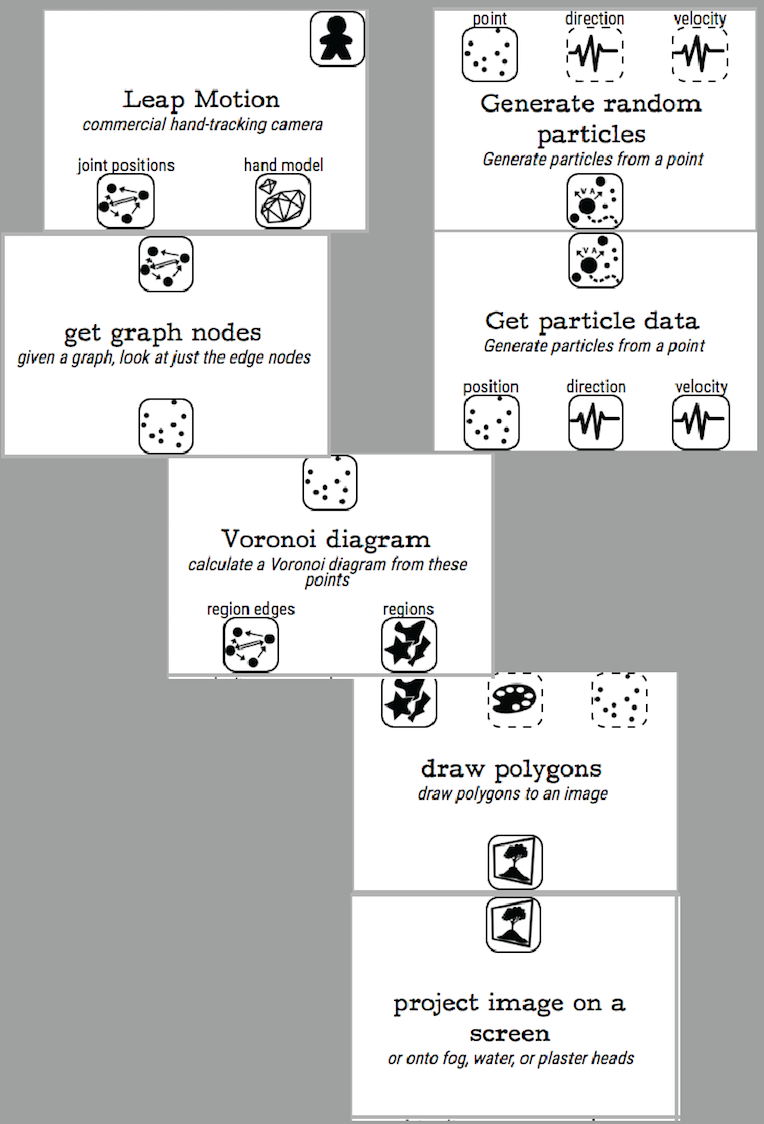 Leap Motion
commercial hand-tracking camera
joint positions
hand model
point
direction
velocity
Generate random
particles
Generate particles from a point
V A
get graph nodes
given a graph, look at just the edge nodes
V A
Get particle data
Generate particles from a point
position
direction
velocity
Voronoi diagram
calculate a Voronoi diagram from these
points
region edges
regions
draw polygons
draw polygons to an image
project image on a
screen
or onto fog, water, or plaster heads